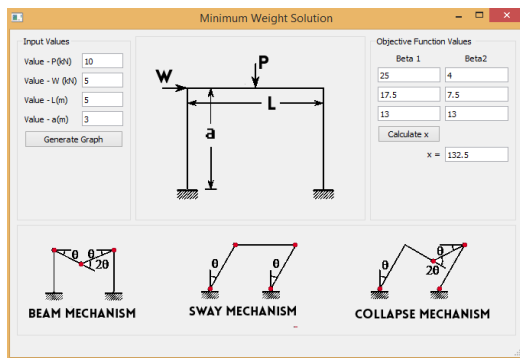 Minimum Weight Solution
Input Values
Value - P(kN) 10
Value - W (kN) 5
Value - L(m) 5
Value - a(m) 3
Generate Graph
W
P
L
a
Objective Function Values
Beta 1 Beta2
25 4
17.5 7.5
13 13
Calculate x
x = 132.5
θ θ
2θ
BEAM MECHANISM
θ θ
SWAY MECHANISM
θ θ
2θ
COLLAPSE MECHANISM